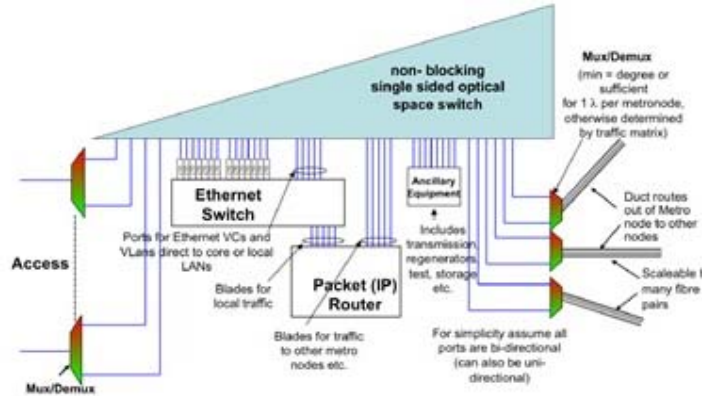 non- blocking
single sided optical
space switch
Mux/Demux
(min = degree or
sufficient
for 1 λ per metronode,
otherwise determined
by traffic matrix)
Ethernet
Switch
Ancillary
Equipment
Ports for Ethernet VCs and
VLans direct to core or local
LANs
Includes
transmission,
regenerators,
test, storage
etc.
Duct routes
out of Metro
node to other
nodes
Access
Blades for
local traffic
Packet (IP)
Router
Scaleable t
many fibre
pairs
Blades for traffic
to other metro
nodes etc.
For simplicity assume all
ports are bi-directional
(can also be uni-
directional)
Mux/Demux